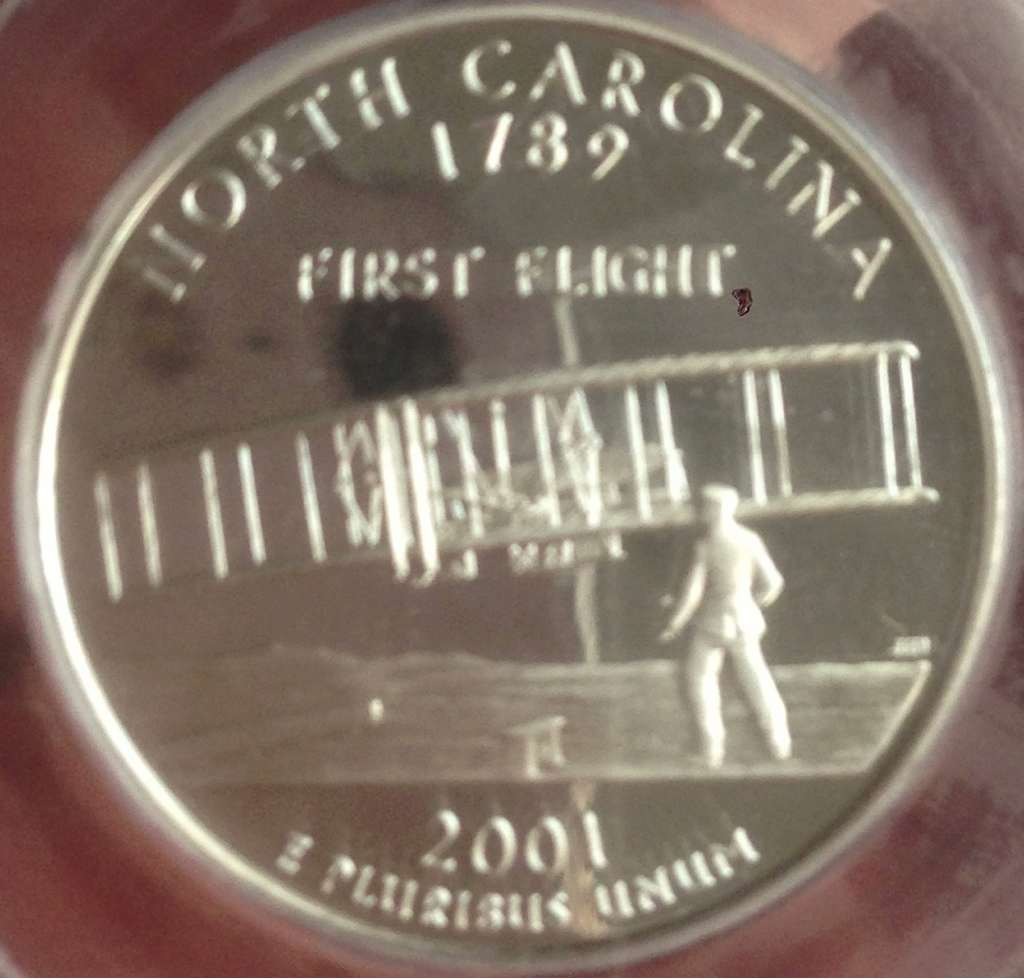 NORTH CAROLINA
1789
FIRST FLIGHT
2001
E PLURIBUS UNUM